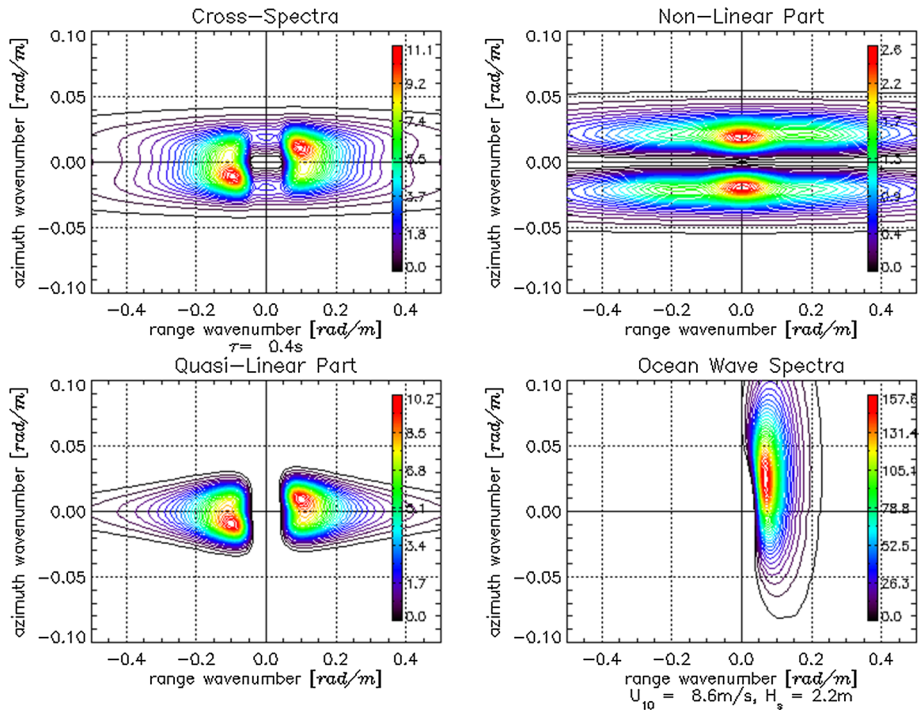 Cross-Spectra
azimuth wavenumber [rad/m]
0.10
0.05
0.00
-0.05
-0.10
11.1
9.2
7.4
5.5
3.7
1.8
0.0
-0.4 -0.2 0.0 0.2 0.4
range wavenumber [rad/m]
τ= 0.4s
Non-Linear Part
azimuth wavenumber [rad/m]
0.10
0.05
0.00
-0.05
-0.10
2.6
2.2
1.7
1.3
0.9
0.4
0.0
-0.4 -0.2 0.0 0.2 0.4
range wavenumber [rad/m]
Quasi-Linear Part
azimuth wavenumber [rad/m]
0.10
0.05
0.00
-0.05
-0.10
10.2
8.5
6.8
5.1
3.4
1.7
0.0
-0.4 -0.2 0.0 0.2 0.4
range wavenumber [rad/m]
Ocean Wave Spectra
azimuth wavenumber [rad/m]
0.10
0.05
0.00
-0.05
-0.10
157.6
131.4
105.1
78.8
52.5
26.3
0.0
-0.4 -0.2 0.0 0.2 0.4
range wavenumber [rad/m]
U10 = 8.6m/s, Hs = 2.2m